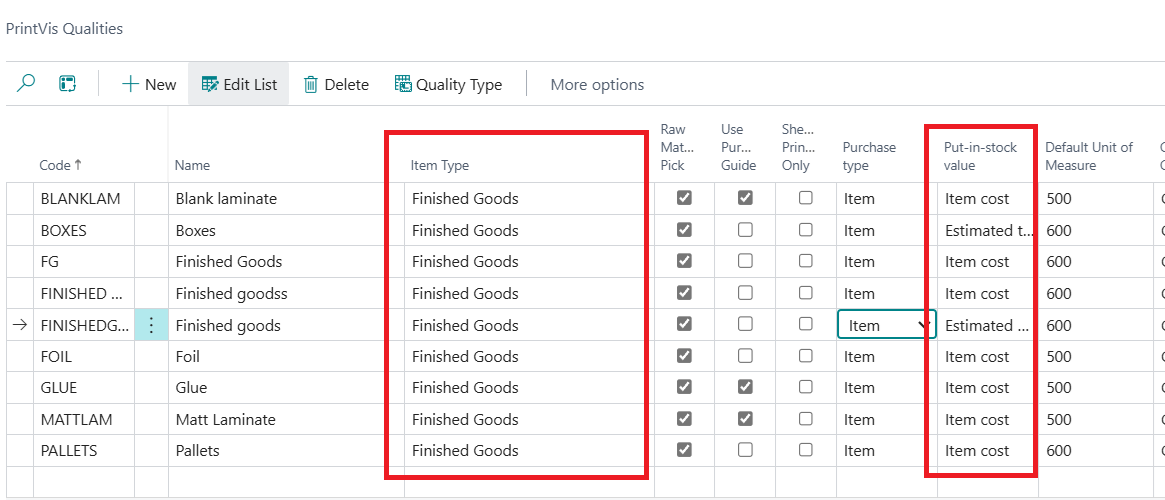 PrintVis Qualities
New Edit List Delete Quality Type More options
Code ↑ Name Item Type Raw Mat... Pick Use Pur... Guide She... Prin... Only Purchase type Put-in-stock value Default Unit of Measure
BLANKLAM Blank laminate Finished Goods Item Item cost 500
BOXES Boxes Finished Goods Item Estimated t... 600
FG Finished Goods Finished Goods Item Item cost 600
FINISHED ... Finished goodss Finished Goods Item Item cost 600
FINISHEDG... Finished goods Finished Goods Item Estimated ... 600
FOIL Foil Finished Goods Item Item cost 500
GLUE Glue Finished Goods Item Item cost 500
MATTLAM Matt Laminate Finished Goods Item Item cost 500
PALLETS Pallets Finished Goods Item Item cost 600